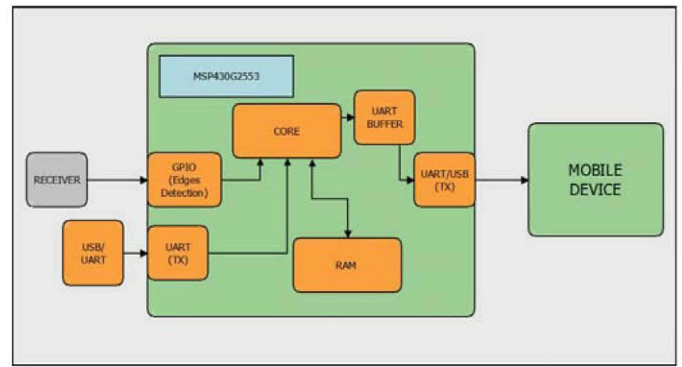 MSP430G2553
CORE
UART
BUFFER
RECEIVER
GPIO
(Edges
Detection)
UART/USB
(TX)
MOBILE
DEVICE
USB/
UART
UART
(TX)
RAM